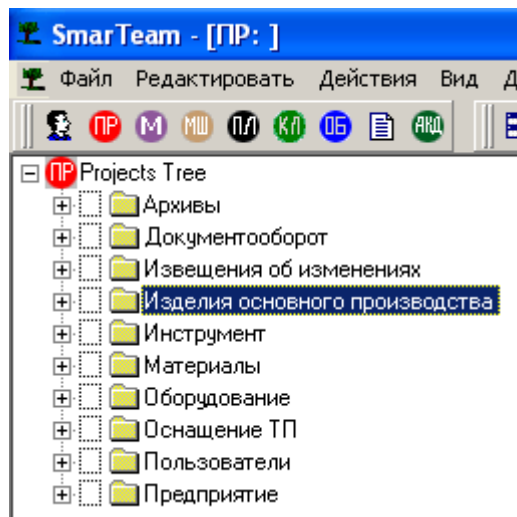 SmarTeam - [ПР: ]
Файл Редактировать Действия Вид Д
ПР М МШ ПЛ КЛ ОБ АКД
ПР Projects Tree
Архивы
Документооборот
Извещения об изменениях
Изделия основного производства
Инструмент
Материалы
Оборудование
Оснащение ТП
Пользователи
Предприятие